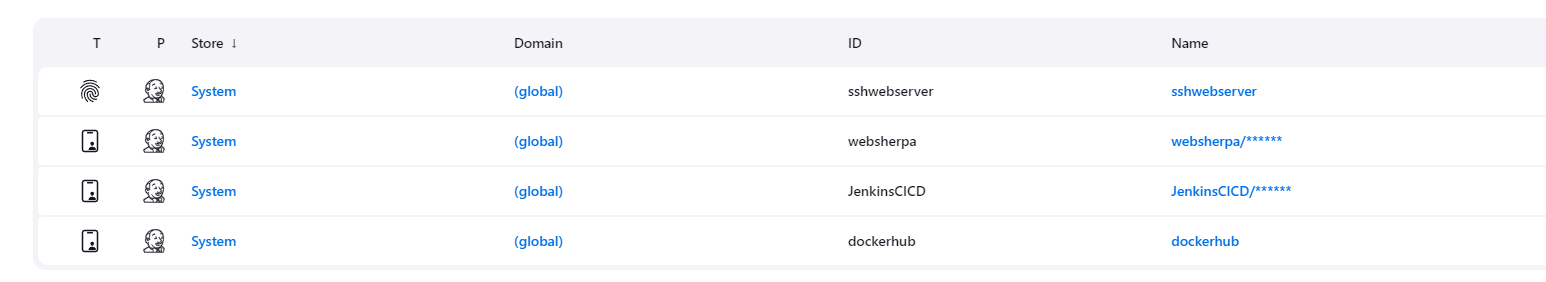 T P Store ↓ Domain ID Name
System (global) sshwebserver sshwebserver
System (global) websherpa websherpa/******
System (global) JenkinsCICD JenkinsCICD/******
System (global) dockerhub dockerhub